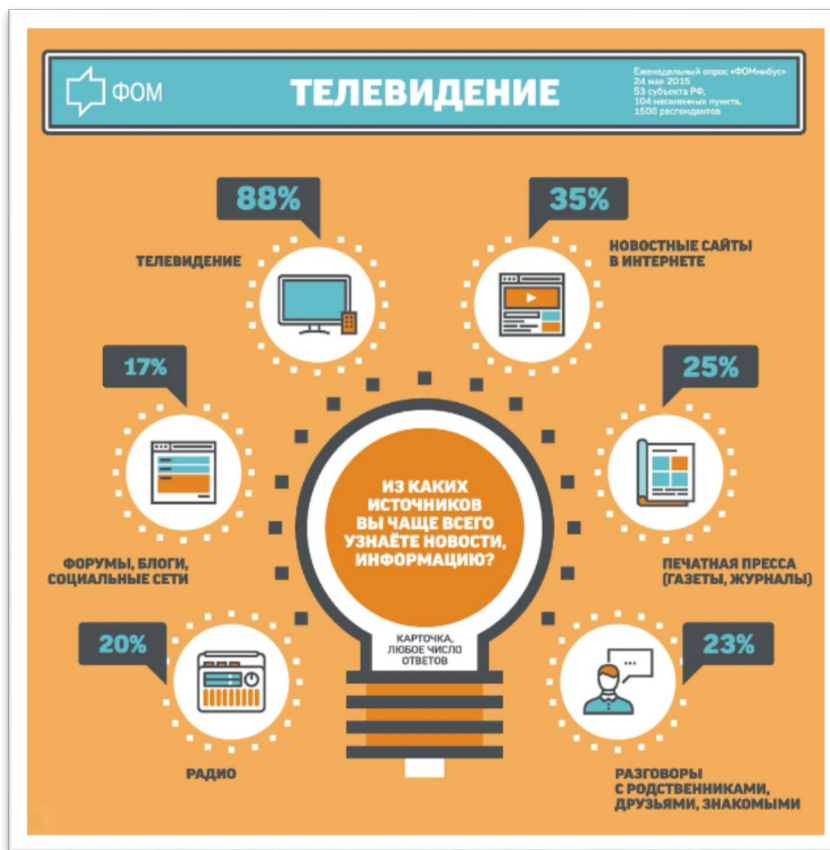 ФОМ
ТЕЛЕВИДЕНИЕ
Еженедельный опрос «ФОМнибус»
24 мая 2015
53 субъекта РФ,
104 населенных пункта,
1500 респондентов
88%
ТЕЛЕВИДЕНИЕ
35%
НОВОСТНЫЕ САЙТЫ
В ИНТЕРНЕТЕ
17%
ФОРУМЫ, БЛОГИ,
СОЦИАЛЬНЫЕ СЕТИ
25%
ПЕЧАТНАЯ ПРЕССА
(ГАЗЕТЫ, ЖУРНАЛЫ)
ИЗ КАКИХ
ИСТОЧНИКОВ
ВЫ ЧАЩЕ ВСЕГО
УЗНАЁТЕ НОВОСТИ,
ИНФОРМАЦИЮ?
КАРТОЧКА,
ЛЮБОЕ ЧИСЛО
ОТВЕТОВ
20%
РАДИО
23%
РАЗГОВОРЫ
С РОДСТВЕННИКАМИ,
ДРУЗЬЯМИ, ЗНАКОМЫМИ